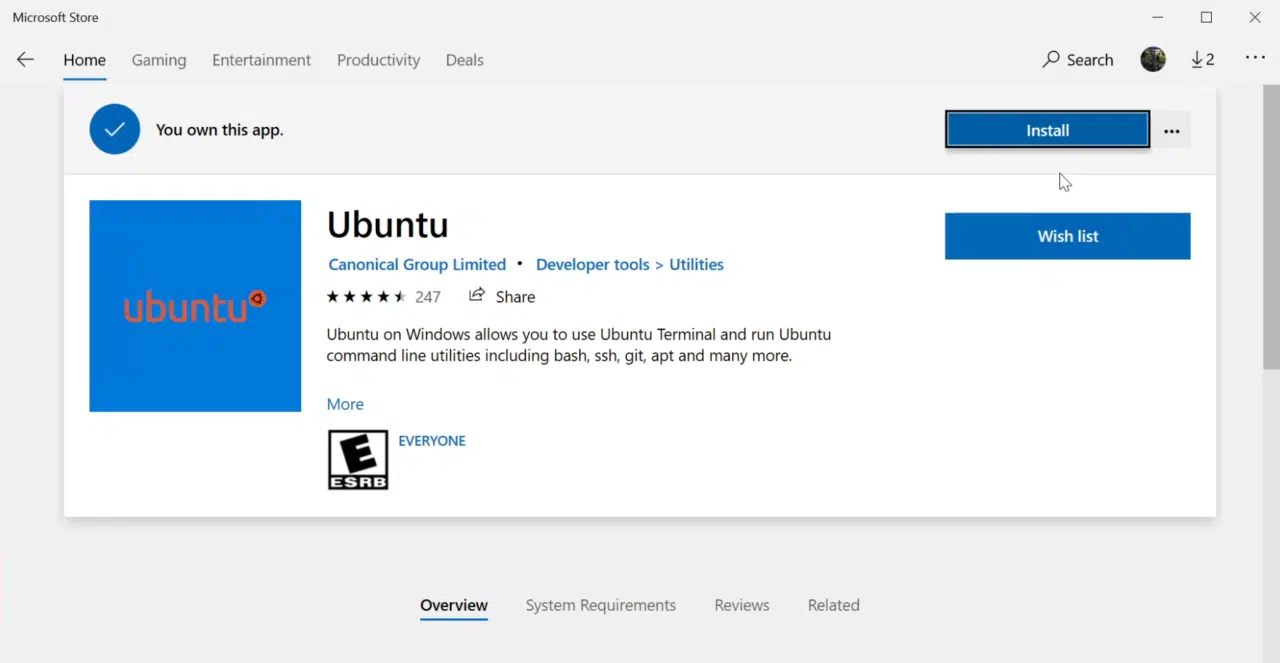 Microsoft Store
Home Gaming Entertainment Productivity Deals Search 2
You own this app. Install
ubuntu
Ubuntu
Wish list
Canonical Group Limited • Developer tools > Utilities
247 Share
Ubuntu on Windows allows you to use Ubuntu Terminal and run Ubuntu
command line utilities including bash, ssh, git, apt and many more.
More
E
EVERYONE
ESRB
Overview System Requirements Reviews Related